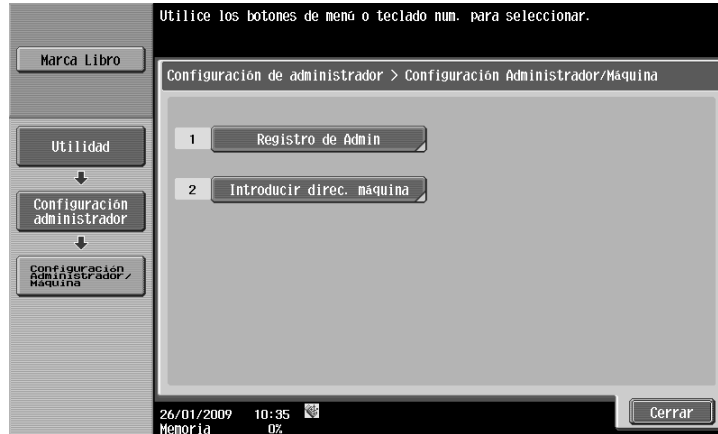 Utilice los botones de menú o teclado num. para seleccionar.
Marca Libro
Configuración de administrador > Configuración Administrador/Máquina
Utilidad
Configuración
administrador
Configuración
Administrador/
Máquina
1 Registro de Admin
2 Introducir direc. máquina
26/01/2009 10:35
Memoria 0%
Cerrar